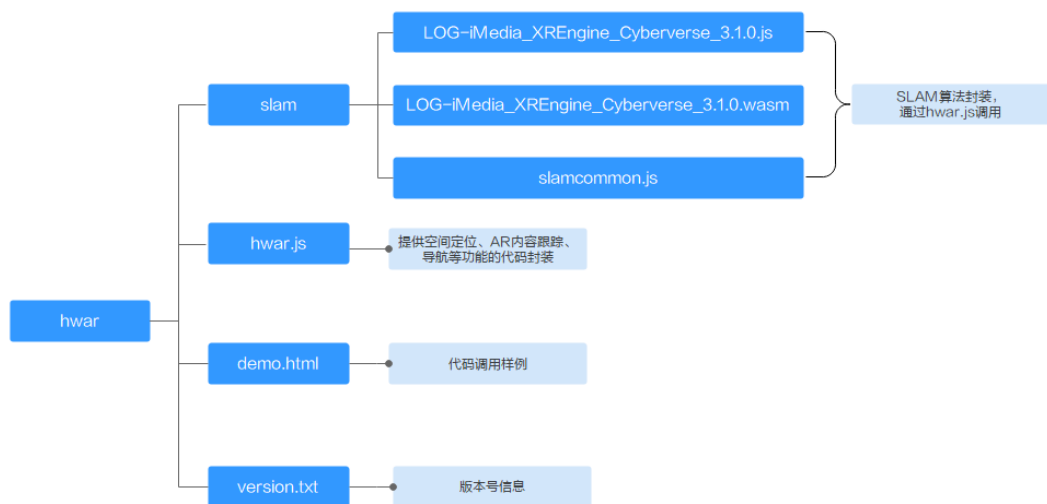 LOG-iMedia_XREngine_Cyberverse_3.1.0.js
slam
LOG-iMedia_XREngine_Cyberverse_3.1.0.wasm
SLAM算法封装，
通过hwar.js调用
slamcommon.js
hwar.js
提供空间定位、AR内容跟踪、
导航等功能的代码封装
hwar
demo.html
代码调用样例
version.txt
版本号信息